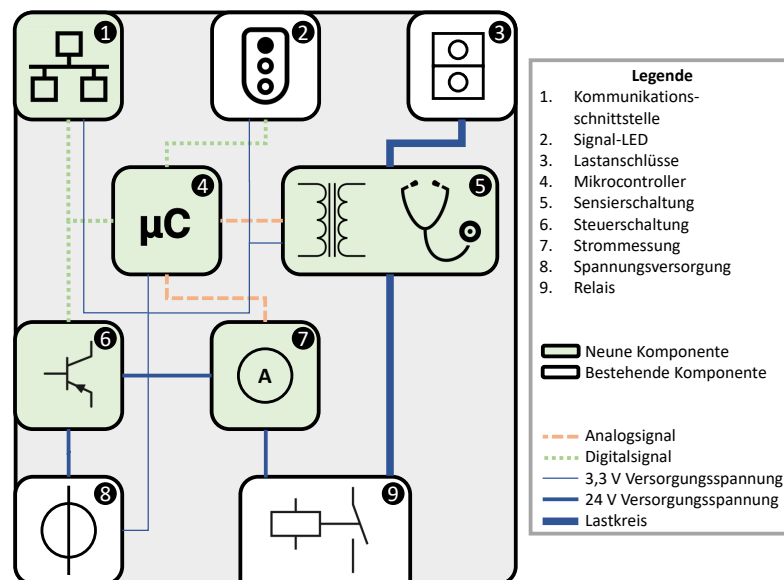 1
2
3
4
µC
5
6
7
A
8
9
Legende
1. Kommunikations-
schnittstelle
2. Signal-LED
3. Lastanschlüsse
4. Mikrocontroller
5. Sensierschaltung
6. Steuerschaltung
7. Strommessung
8. Spannungsversorgung
9. Relais
Neune Komponente
Bestehende Komponente
Analogsignal
Digitalsignal
3,3 V Versorgungsspannung
24 V Versorgungsspannung
Lastkreis